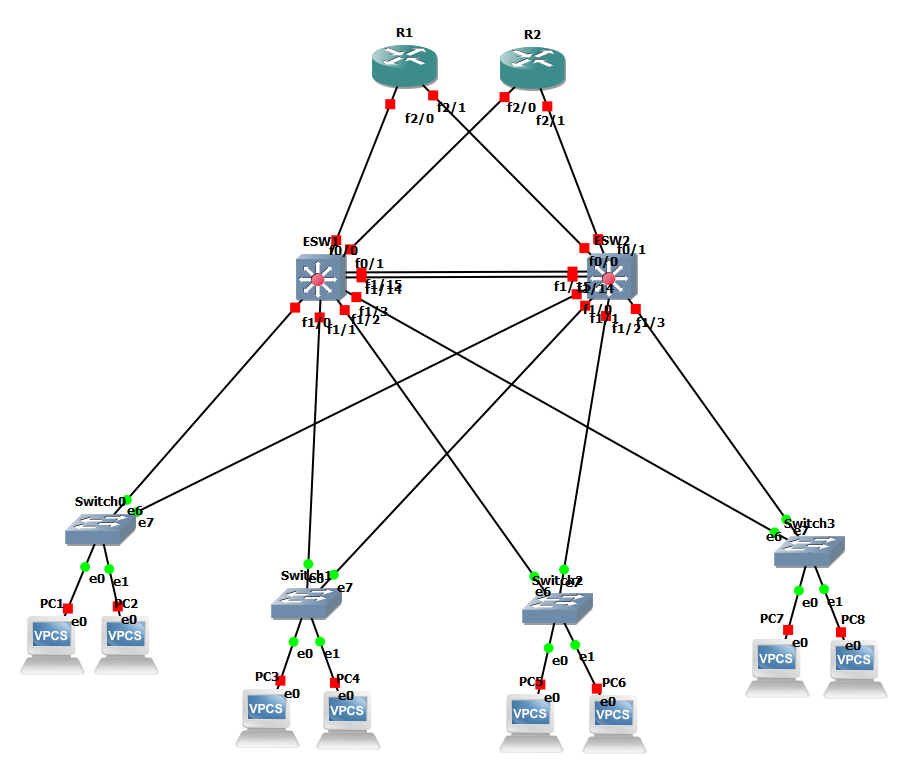 R1
R2
f2/0
f2/1
f2/0
f2/1
ESW1
f0/0
f0/1
f1/15
f1/14
f1/3
f1/2
f1/1
f1/0
ESW2
f0/1
f0/0
f1/15
f1/14
f1/0
f1/1
f1/2
f1/3
Switch0
e6
e7
e0
e1
PC1
PC2
e0
e0
VPCS
VPCS
Switch1
e7
e0
e1
PC3
PC4
e0
e0
VPCS
VPCS
Switch2
e6
e7
e0
e1
PC5
PC6
e0
e0
VPCS
VPCS
Switch3
e6
e7
e0
e1
PC7
PC8
e0
e0
VPCS
VPCS